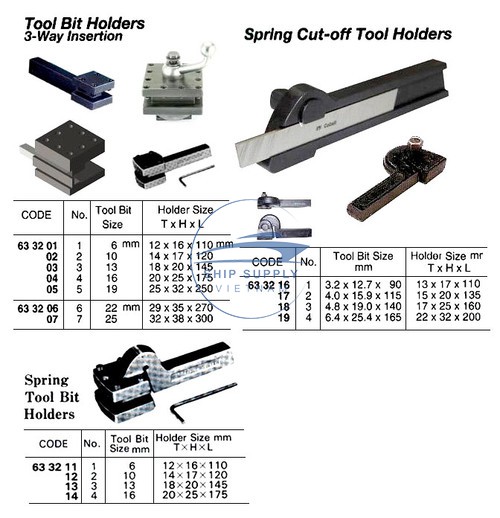 Tool Bit Holders
3-Way Insertion
Spring Cut-off Tool Holders
CODE No. Tool Bit Size Holder Size T x H x L
63 32 01 1 6 mm 12 x 16 x 110 mm
02 2 10 14 x 17 x 120
03 3 13 18 x 20 x 145
04 4 16 20 x 25 x 175
05 5 19 25 x 32 x 250
63 32 06 6 22 mm 29 x 35 x 270
07 7 25 32 x 38 x 300
SHIP SUPPLY
CODE No. Tool Bit Size mm Holder Size mr T x H x L
63 32 16 1 3.2 x 12.7 x 90 13 x 17 x 110
17 2 4.0 x 15.9 x 115 15 x 20 x 135
18 3 4.8 x 19.0 x 140 17 x 25 x 160
19 4 6.4 x 25.4 x 165 22 x 32 x 200
Spring
Tool Bit
Holders
CODE No. Tool Bit Size mm Holder Size mm T×H×L
63 32 11 1 6 12×16×110
12 2 10 14×17×120
13 3 13 18×20×145
14 4 16 20×25×175